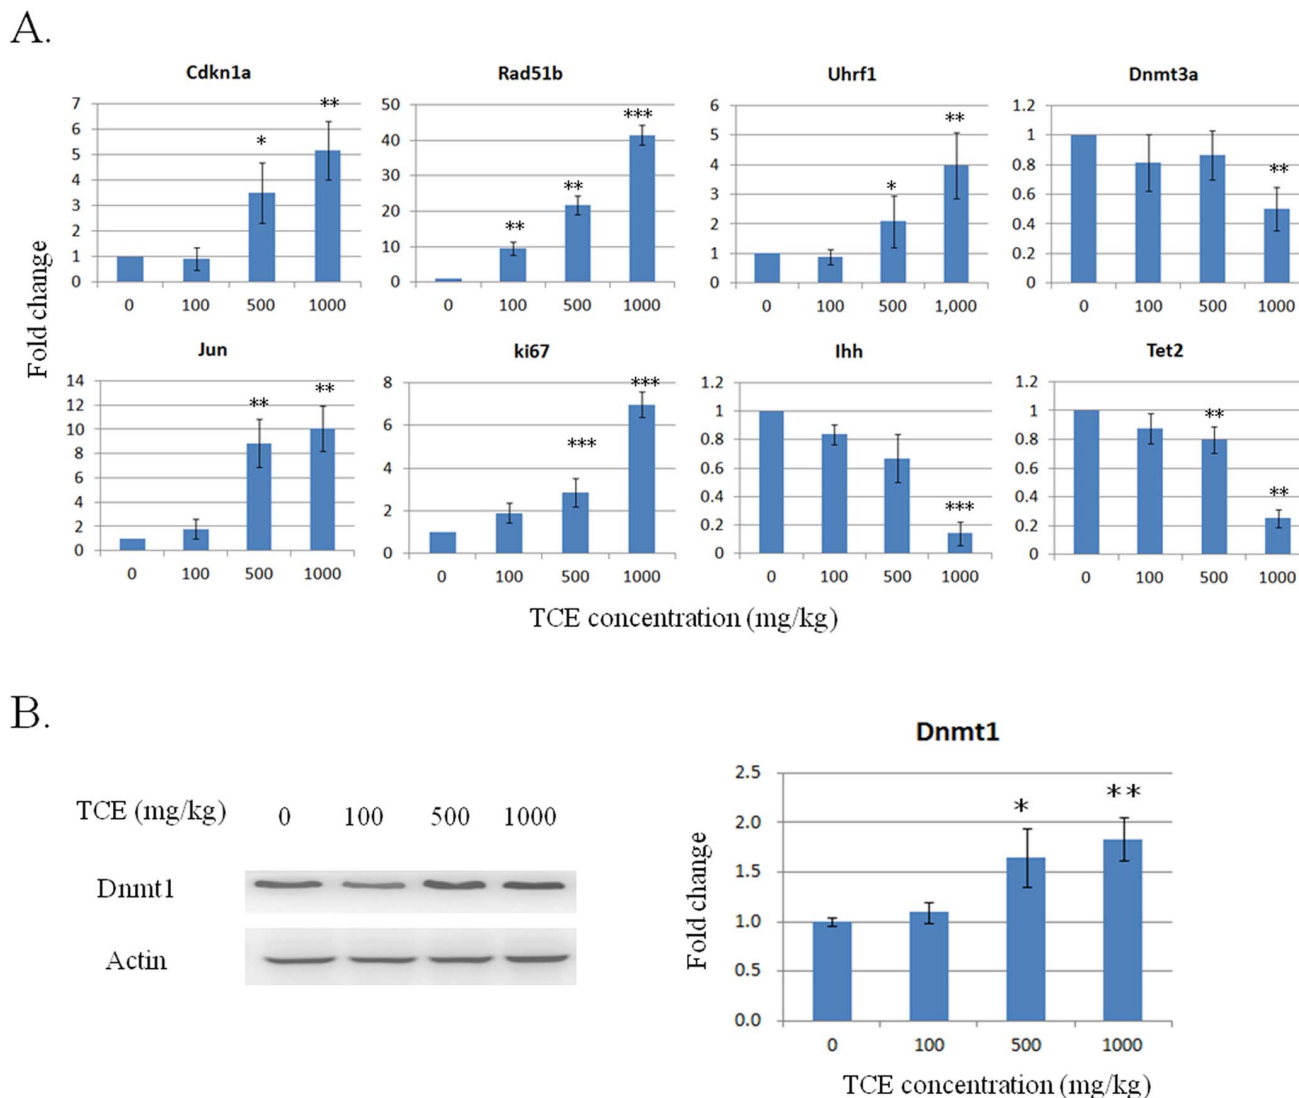 A.
Cdkn1a
7
6
5
4
3
2
1
0
* **
0 100 500 1000
Rad51b
50
40
30
20
10
0
** ** ***
0 100 500 1000
Uhrf1
6
5
4
3
2
1
0
* **
0 100 500 1,000
Dnmt3a
1.2
1
0.8
0.6
0.4
0.2
0
**
0 100 500 1000
Fold change
Jun
14
12
10
8
6
4
2
0
** **
0 100 500 1000
ki67
8
6
4
2
0
*** ***
0 100 500 1000
Ihh
1.2
1
0.8
0.6
0.4
0.2
0
***
0 100 500 1000
Tet2
1.2
1
0.8
0.6
0.4
0.2
0
** **
0 100 500 1000
TCE concentration (mg/kg)
B.
TCE (mg/kg) 0 100 500 1000
Dnmt1
Actin
Dnmt1
Fold change
2.5
2.0
1.5
1.0
0.5
0.0
* **
0 100 500 1000
TCE concentration (mg/kg)